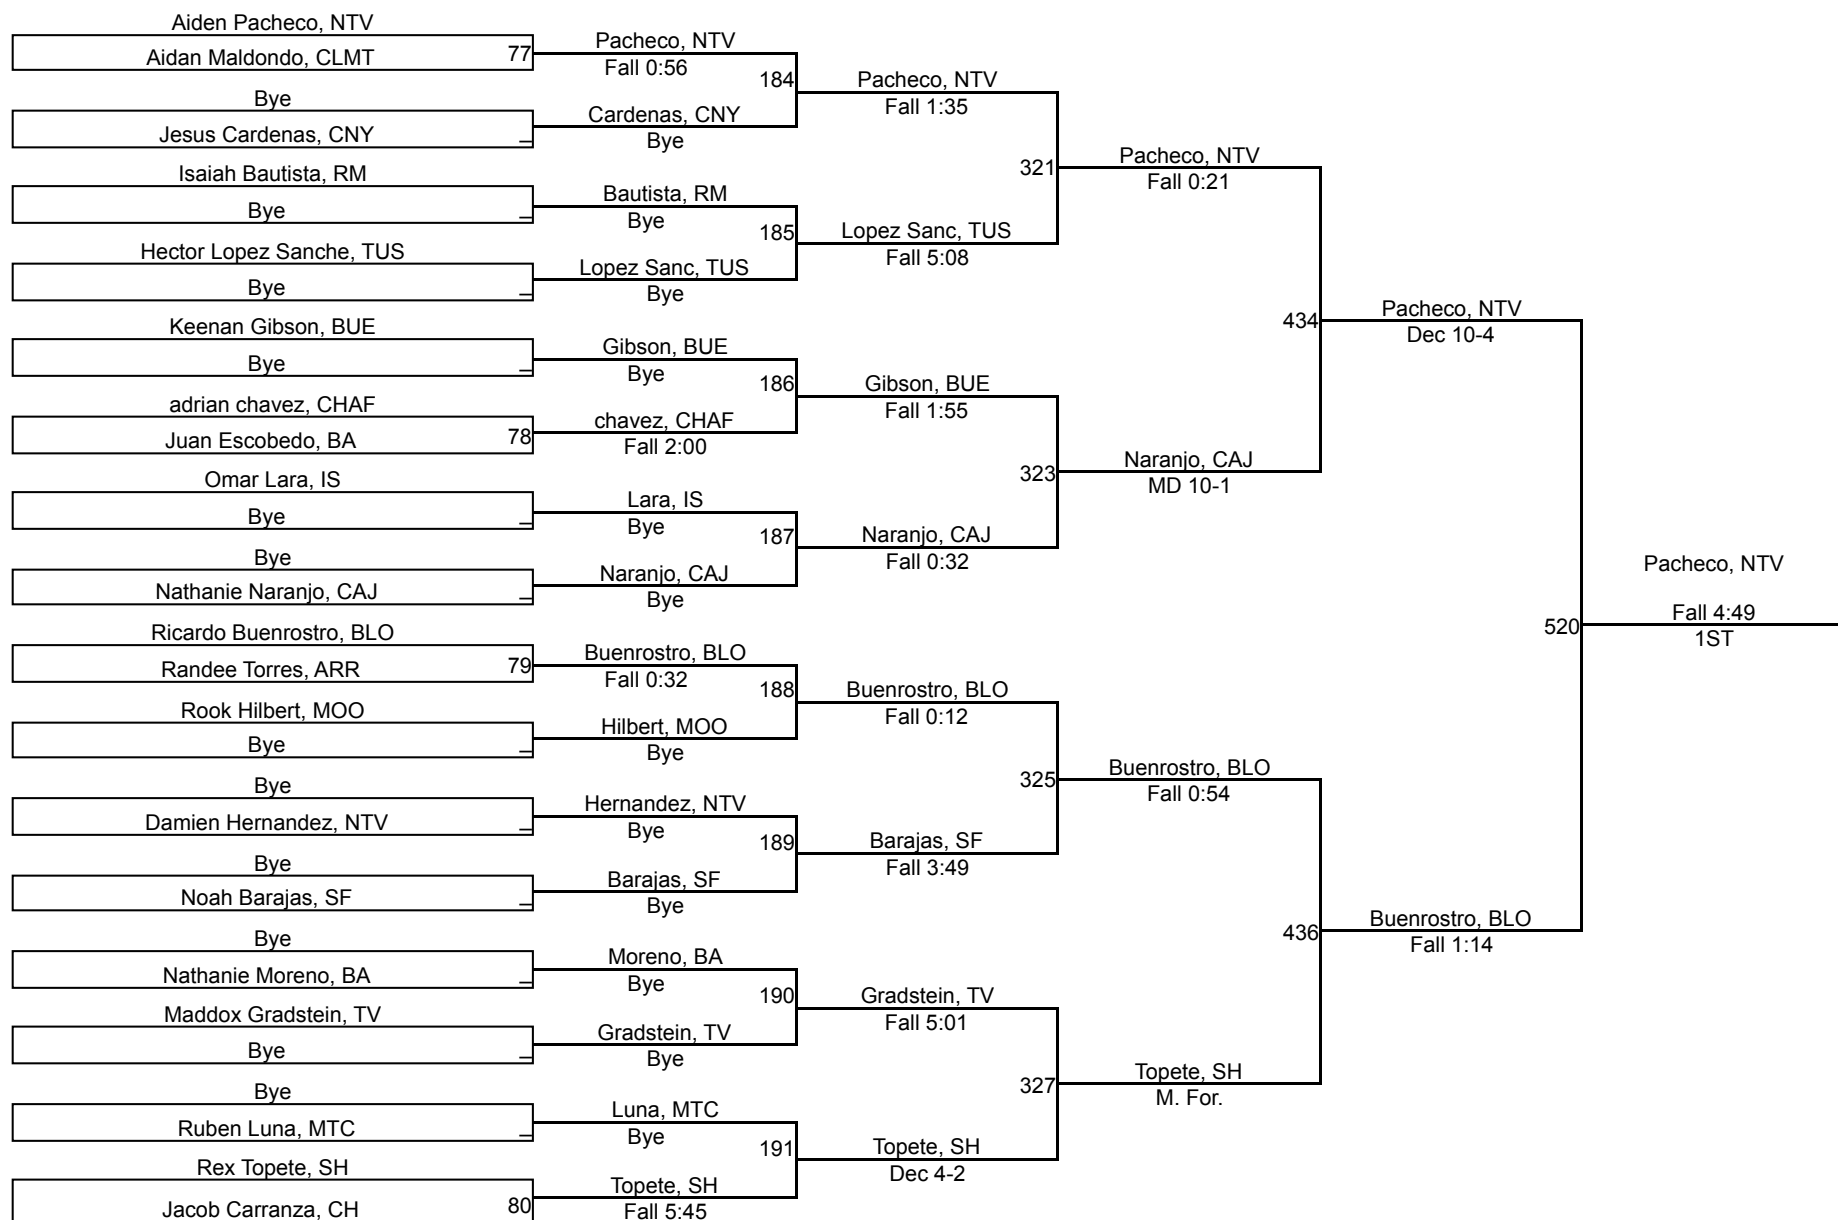 Aiden Pacheco, NTV
Aidan Maldondo, CLMT
77
Bye
Jesus Cardenas, CNY
_
Isaiah Bautista, RM
Bye
_
Hector Lopez Sanche, TUS
Bye
_
Keenan Gibson, BUE
Bye
_
adrian chavez, CHAF
Juan Escobedo, BA
78
Omar Lara, IS
Bye
_
Bye
Nathanie Naranjo, CAJ
_
Ricardo Buenrostro, BLO
Randee Torres, ARR
79
Rook Hilbert, MOO
Bye
_
Bye
Damien Hernandez, NTV
_
Bye
Noah Barajas, SF
_
Bye
Nathanie Moreno, BA
_
Maddox Gradstein, TV
Bye
_
Bye
Ruben Luna, MTC
_
Rex Topete, SH
Jacob Carranza, CH
80
Pacheco, NTV
Fall 0:56
184
Cardenas, CNY
Bye
Bautista, RM
Bye
185
Lopez Sanc, TUS
Bye
Gibson, BUE
Bye
186
chavez, CHAF
Fall 2:00
Lara, IS
Bye
187
Naranjo, CAJ
Bye
Buenrostro, BLO
Fall 0:32
188
Hilbert, MOO
Bye
Hernandez, NTV
Bye
189
Barajas, SF
Bye
Moreno, BA
Bye
190
Gradstein, TV
Bye
Luna, MTC
Bye
191
Topete, SH
Fall 5:45
Pacheco, NTV
Fall 1:35
321
Lopez Sanc, TUS
Fall 5:08
Gibson, BUE
Fall 1:55
323
Naranjo, CAJ
Fall 0:32
Buenrostro, BLO
Fall 0:12
325
Barajas, SF
Fall 3:49
Gradstein, TV
Fall 5:01
327
Topete, SH
Dec 4-2
Pacheco, NTV
Fall 0:21
434
Naranjo, CAJ
MD 10-1
Buenrostro, BLO
Fall 0:54
436
Topete, SH
M. For.
Pacheco, NTV
Dec 10-4
520
Buenrostro, BLO
Fall 1:14
Pacheco, NTV
Fall 4:49
1ST